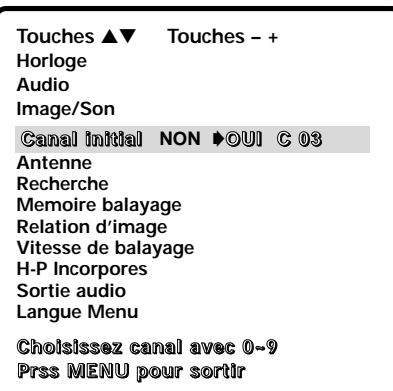 Touches ▲▼ Touches – +
Horloge
Audio
Image/Son
Canal initial NON ➧OUI C 03
Antenne
Recherche
Memoire balayage
Relation d'image
Vitesse de balayage
H-P Incorpores
Sortie audio
Langue Menu
Choisissez canal avec 0~9
Prss MENU pour sortir